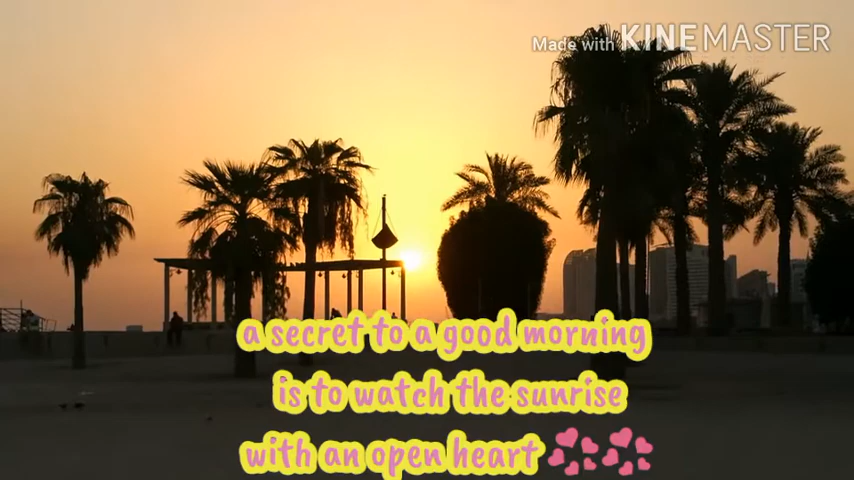 Made with KINEMASTER
a secret to a good morning
is to watch the sunrise
with an open heart 💞💞